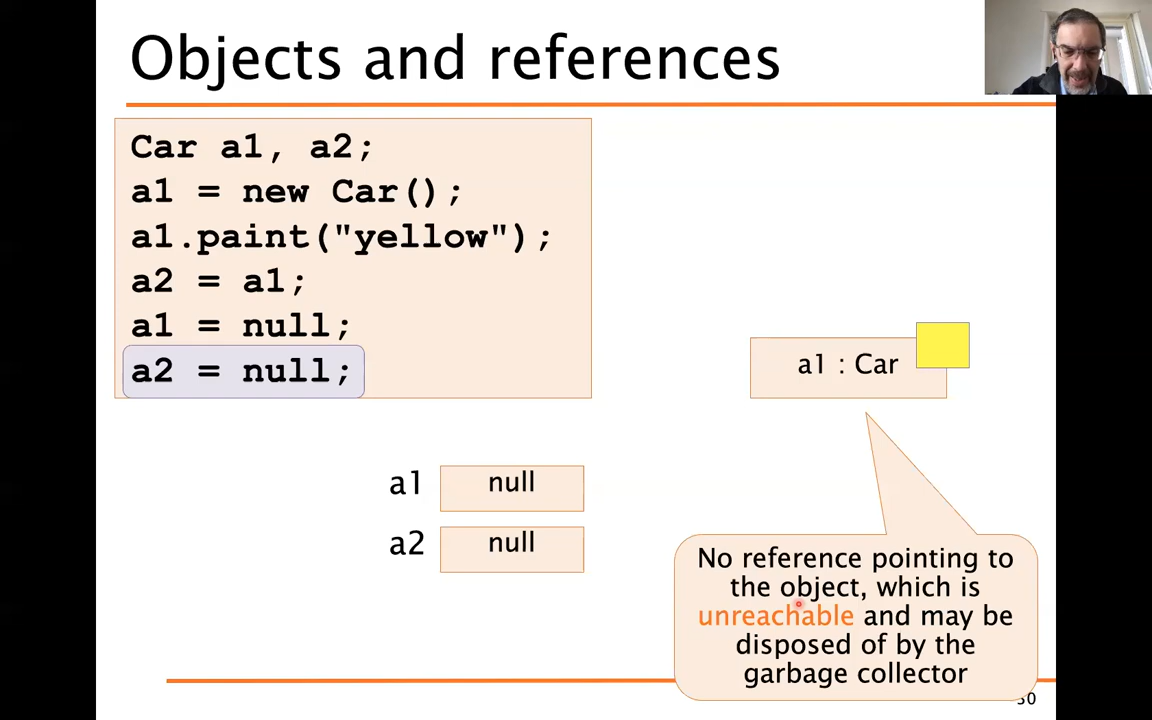 Objects and references
Car a1, a2;
a1 = new Car();
a1.paint("yellow");
a2 = a1;
a1 = null;
a2 = null;
a1 : Car
a1 null
a2 null
No reference pointing to
the object, which is
unreachable and may be
disposed of by the
garbage collector
30